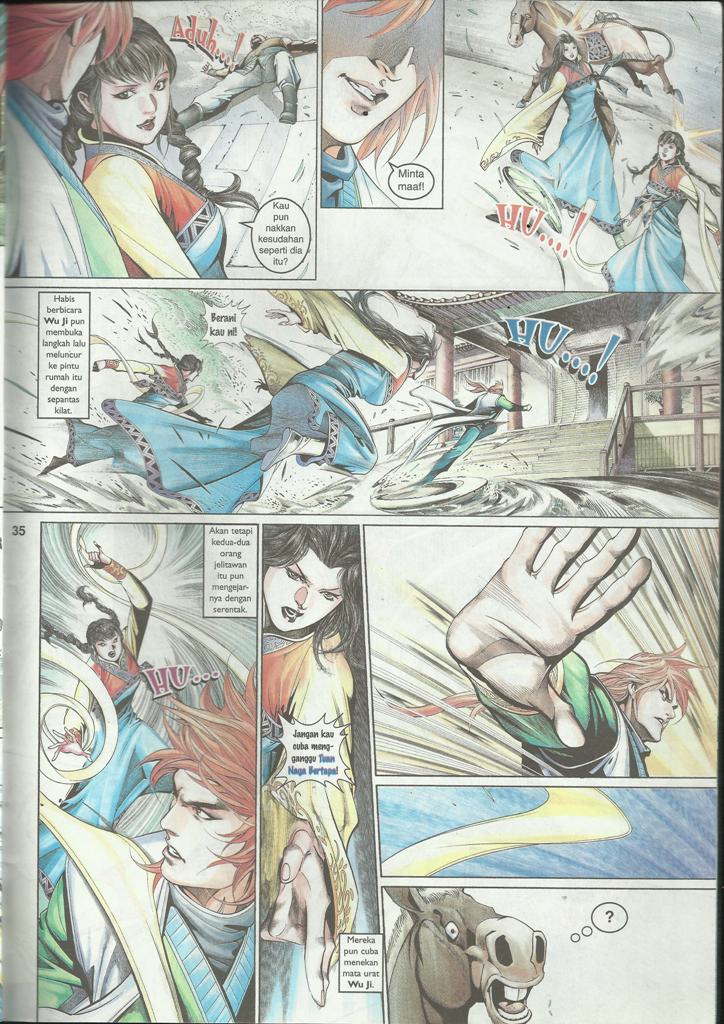 Aduh...!
Kau
pun
nakkan
kesudahan
seperti dia
itu?
Minta
maaf!
HU....!
Habis
berbicara
Wu Ji pun
membuka
langkah lalu
meluncur
ke pintu
rumah itu
dengan
sepantas
kilat.
Berani
kau ni!
HU....!
35
Akan tetapi
kedua-dua
orang
jelitawan
itu pun
mengejar-
nya dengan
serentak.
HU....
Jangan kau
cuba meng-
ganggu Tuan
Naga Bertapa!
Mereka
pun cuba
menekan
mata urat
Wu Ji.
?